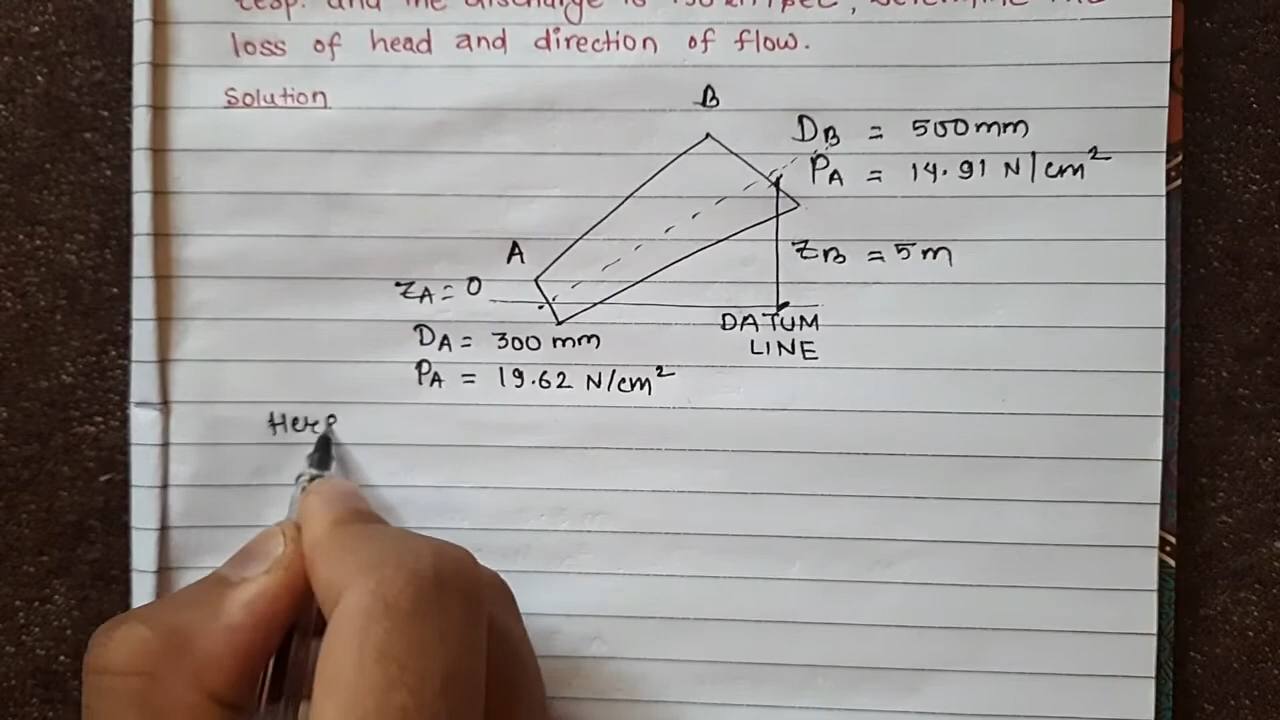 loss of head and direction of flow.
Solution
B
DB = 500mm
PA = 14.91 N/cm²
A
ZB = 5m
ZA = 0
DATUM
LINE
DA = 300 mm
PA = 19.62 N/cm²
Here